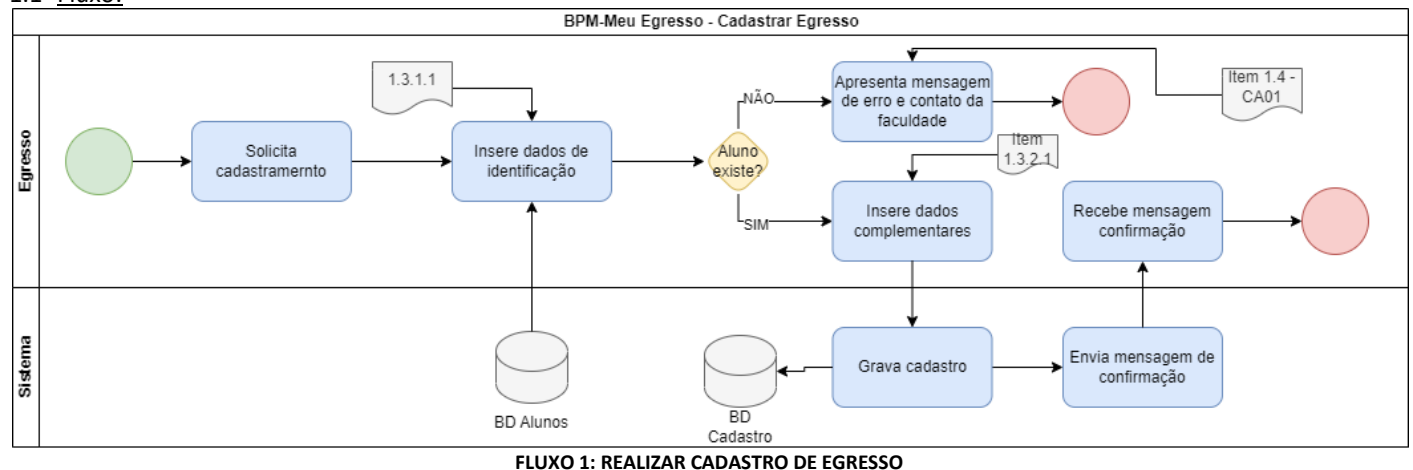 BPM-Meu Egresso - Cadastrar Egresso
Egresso
1.3.1.1
Solicita
cadastramernto
Insere dados de
identificação
Aluno
existe?
NÃO
SIM
Apresenta mensagem
de erro e contato da
faculdade
Item 1.4 -
CA01
Item
1.3.2.1
Insere dados
complementares
Recebe mensagem
confirmação
Sistema
BD Alunos
BD
Cadastro
Grava cadastro
Envia mensagem de
confirmação
FLUXO 1: REALIZAR CADASTRO DE EGRESSO